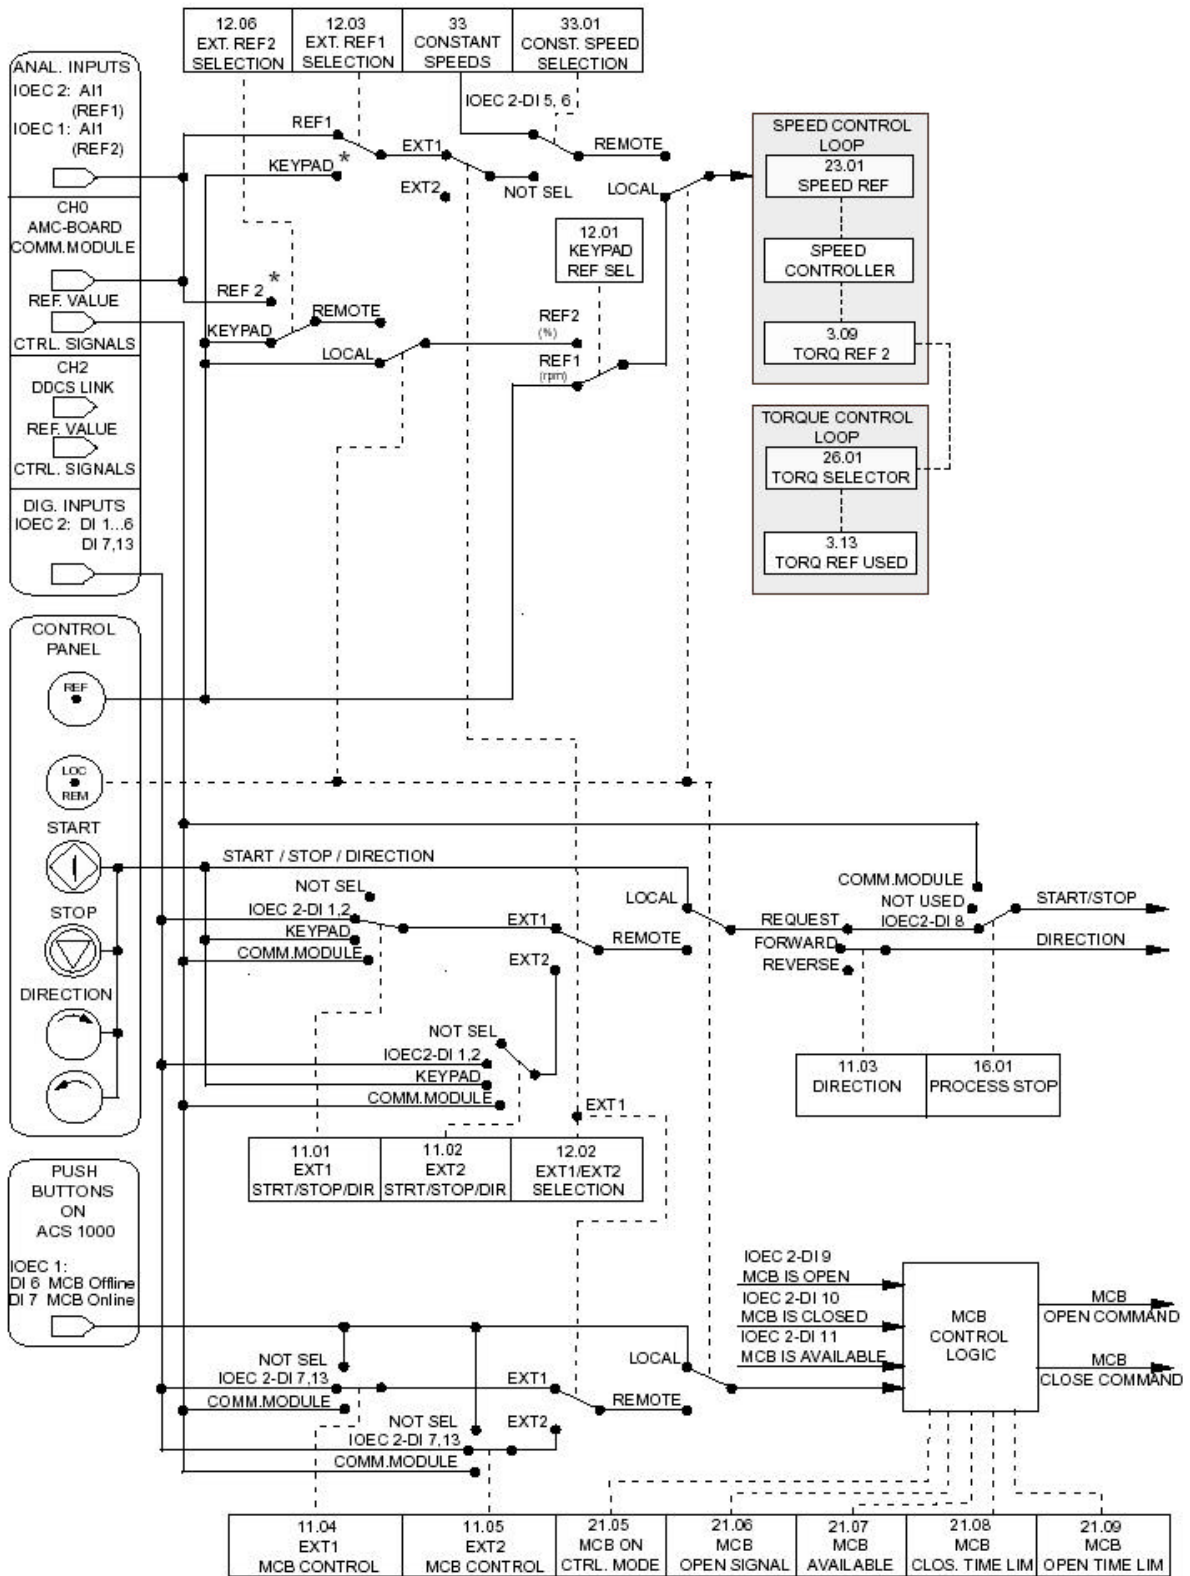 12.06
EXT. REF2
SELECTION
12.03
EXT. REF1
SELECTION
33
CONSTANT
SPEEDS
33.01
CONST. SPEED
SELECTION
ANAL. INPUTS
IOEC 2: AI1
(REF1)
IOEC 1: AI1
(REF2)
CH0
AMC-BOARD
COMM.MODULE
REF. VALUE
CTRL. SIGNALS
CH2
DDCS LINK
REF. VALUE
CTRL. SIGNALS
DIG. INPUTS
IOEC 2: DI 1...6
DI 7,13
IOEC 2-DI 5, 6
REF1
KEYPAD *
EXT1
EXT2
NOT SEL
REMOTE
LOCAL
12.01
KEYPAD
REF SEL
REF 2 *
KEYPAD
REMOTE
LOCAL
REF2
(%)
REF1
(rpm)
SPEED CONTROL
LOOP
23.01
SPEED REF
SPEED
CONTROLLER
3.09
TORQ REF 2
TORQUE CONTROL
LOOP
26.01
TORQ SELECTOR
3.13
TORQ REF USED
CONTROL
PANEL
REF
LOC
REM
START
STOP
DIRECTION
START / STOP / DIRECTION
NOT SEL
IOEC 2-DI 1,2
KEYPAD
COMM.MODULE
EXT1
EXT2
LOCAL
REMOTE
NOT SEL
IOEC2-DI 1,2
KEYPAD
COMM.MODULE
EXT1
COMM.MODULE
NOT USED
REQUEST
IOEC2-DI 8
FORWARD
REVERSE
START/STOP
DIRECTION
11.03
DIRECTION
16.01
PROCESS STOP
11.01
EXT1
STRT/STOP/DIR
11.02
EXT2
STRT/STOP/DIR
12.02
EXT1/EXT2
SELECTION
PUSH
BUTTONS
ON
ACS 1000
IOEC 1:
DI 6 MCB Offline
DI 7 MCB Online
NOT SEL
IOEC 2-DI 7,13
COMM.MODULE
NOT SEL
IOEC 2-DI 7,13
COMM.MODULE
EXT1
EXT2
LOCAL
REMOTE
IOEC 2-DI 9
MCB IS OPEN
IOEC 2-DI 10
MCB IS CLOSED
IOEC 2-DI 11
MCB IS AVAILABLE
MCB
CONTROL
LOGIC
MCB
OPEN COMMAND
MCB
CLOSE COMMAND
11.04
EXT1
MCB CONTROL
11.05
EXT2
MCB CONTROL
21.05
MCB ON
CTRL. MODE
21.06
MCB
OPEN SIGNAL
21.07
MCB
AVAILABLE
21.08
MCB
CLOS. TIME LIM
21.09
MCB
OPEN TIME LIM